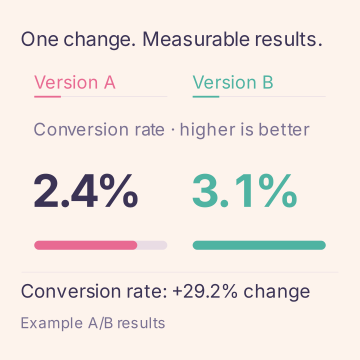 One change. Measurable results.
Version A
Version B
Conversion rate · higher is better
2.4%
3.1%
Conversion rate: +29.2% change
Example A/B results